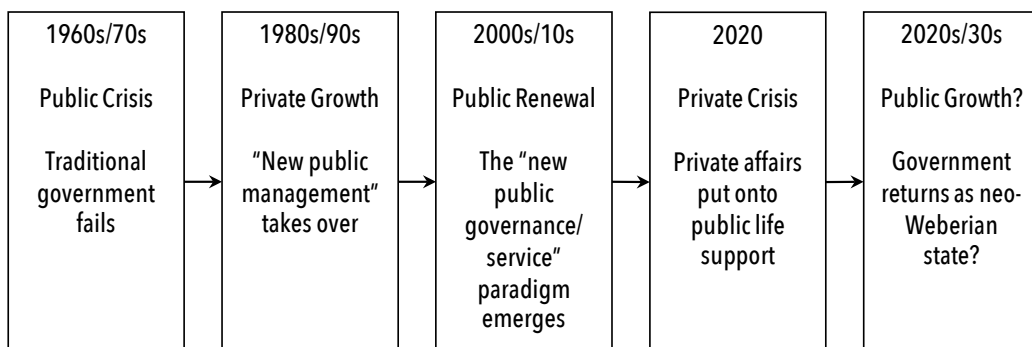 1960s/70s
Public Crisis
Traditional
government
fails
1980s/90s
Private Growth
"New public
management"
takes over
2000s/10s
Public Renewal
The "new
public
governance/
service"
paradigm
emerges
2020
Private Crisis
Private affairs
put onto
public life
support
2020s/30s
Public Growth?
Government
returns as neo-
Weberian
state?